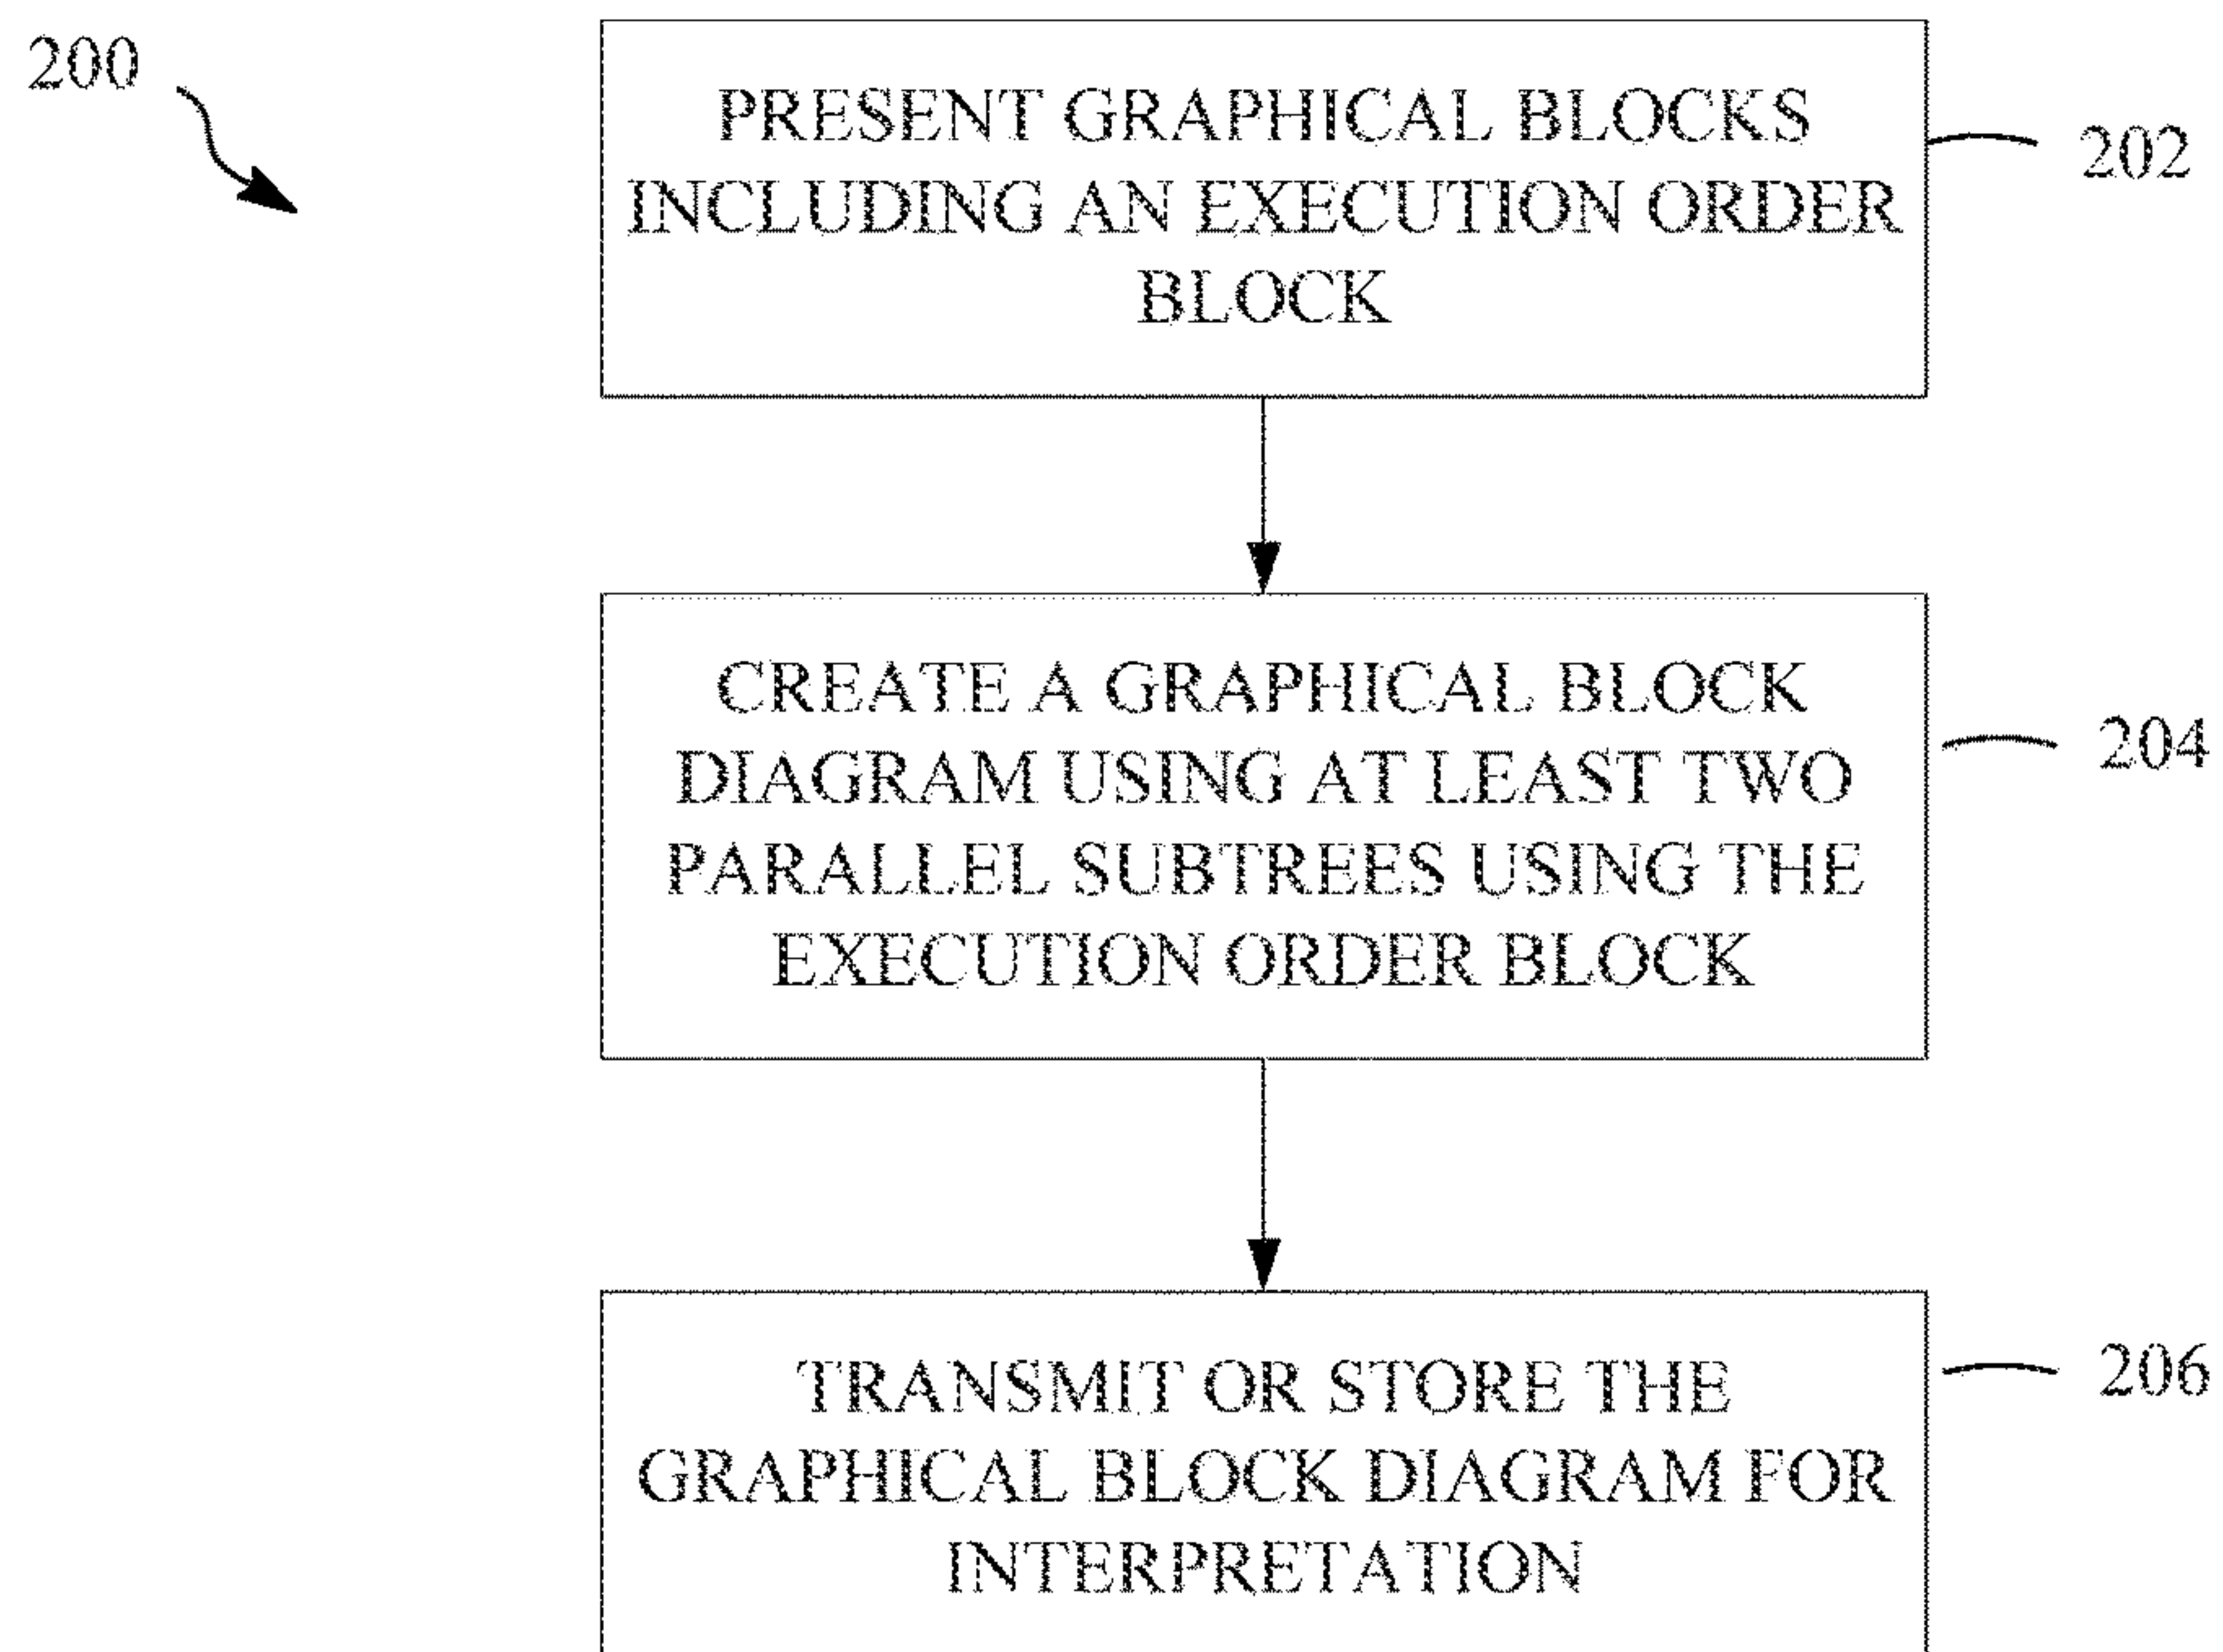 200
PRESENT GRAPHICAL BLOCKS
INCLUDING AN EXECUTION ORDER
BLOCK
202
CREATE A GRAPHICAL BLOCK
DIAGRAM USING AT LEAST TWO
PARALLEL SUBTREES USING THE
EXECUTION ORDER BLOCK
204
TRANSMIT OR STORE THE
GRAPHICAL BLOCK DIAGRAM FOR
INTERPRETATION
206